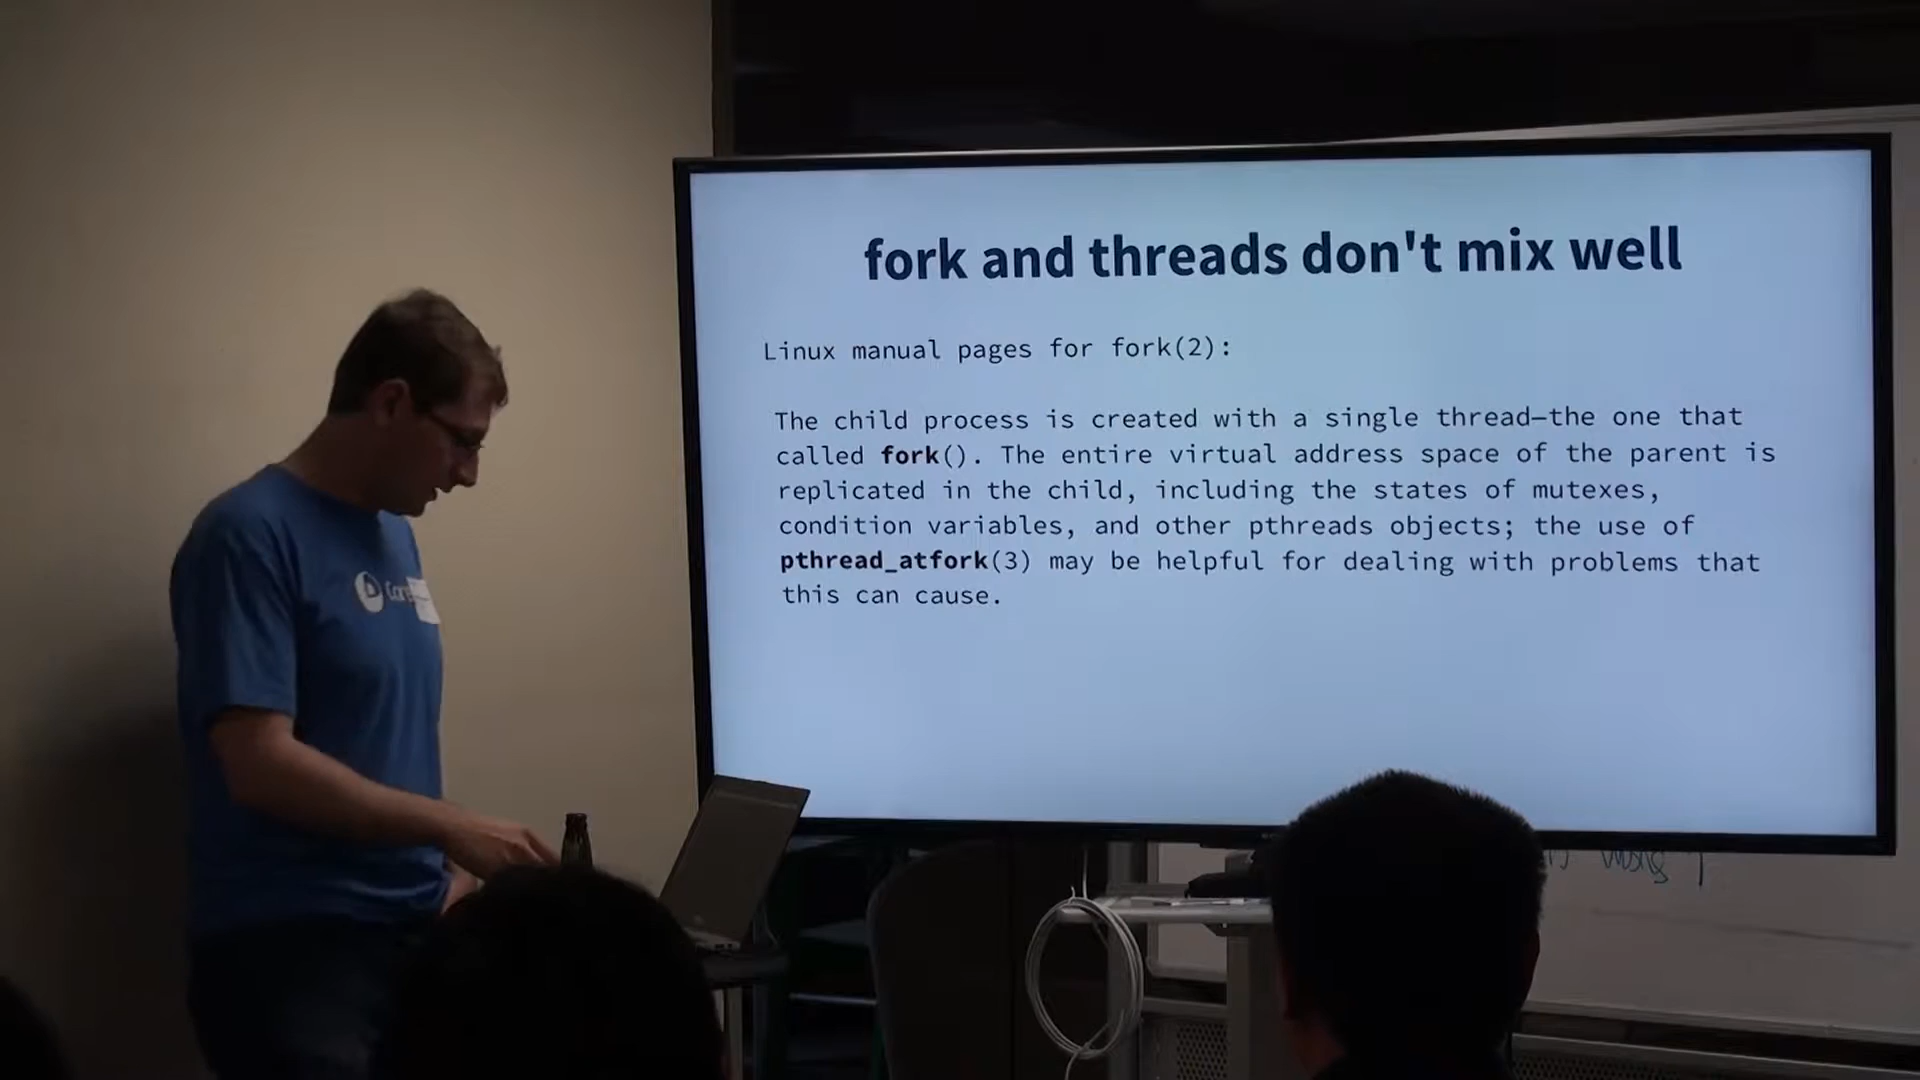 fork and threads don't mix well
Linux manual pages for fork(2):
The child process is created with a single thread—the one that
called fork(). The entire virtual address space of the parent is
replicated in the child, including the states of mutexes,
condition variables, and other pthreads objects; the use of
pthread_atfork(3) may be helpful for dealing with problems that
this can cause.